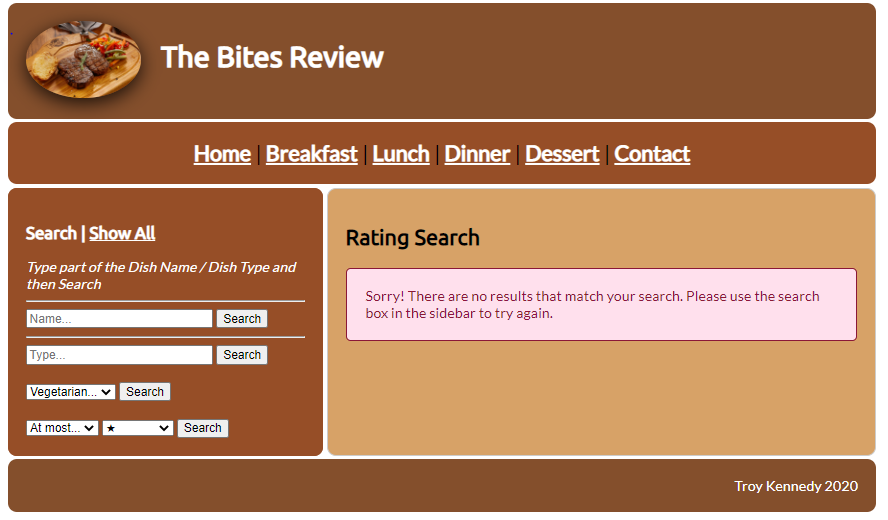 The Bites Review
Home | Breakfast | Lunch | Dinner | Dessert | Contact
Search | Show All
Type part of the Dish Name / Dish Type and
then Search
Name... Search
Type... Search
Vegetarian... Search
At most... ★ Search
Rating Search
Sorry! There are no results that match your search. Please use the search
box in the sidebar to try again.
Troy Kennedy 2020